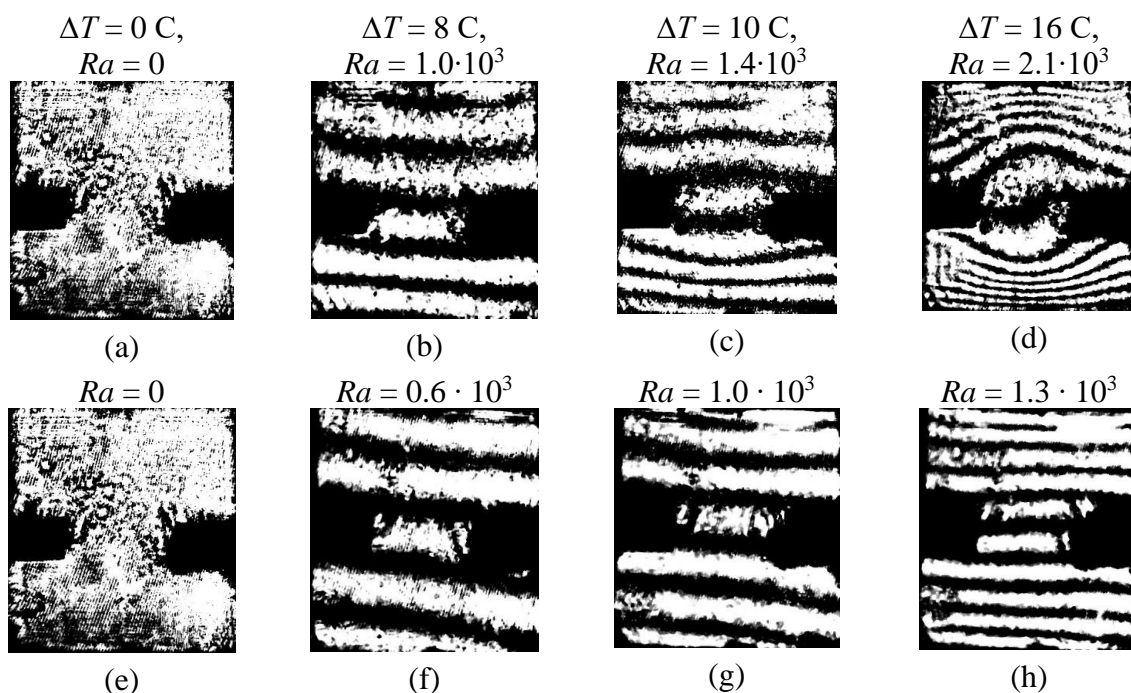 ΔT = 0 C,
Ra = 0
ΔT = 8 C,
Ra = 1.0·10³
ΔT = 10 C,
Ra = 1.4·10³
ΔT = 16 C,
Ra = 2.1·10³
(a)
(b)
(c)
(d)
Ra = 0
Ra = 0.6 · 10³
Ra = 1.0 · 10³
Ra = 1.3 · 10³
(e)
(f)
(g)
(h)